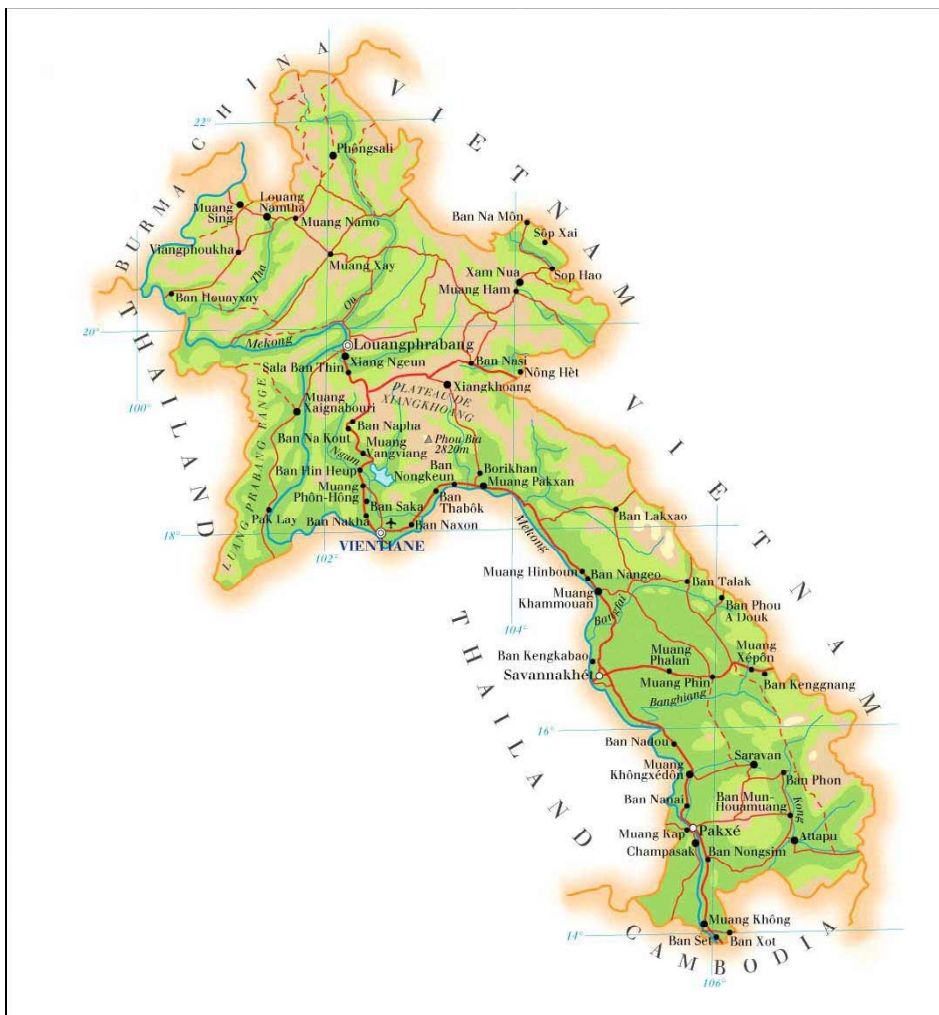 CHINA
VIETNAM
BURMA
THAILAND
22°
Phôngsali
Louang
Namtha
Muang
Sing
Muang Namo
Viangphoukha
Muang Xay
Tha
Ou
Ban Houayxay
Ban Na Môn
Sôp Xai
Xam Nua
Sop Hao
Muang Ham
20°
Mekong
Louangphrabang
Xiang Ngeun
Sala Ban Thin
Ban Nasi
Nông Hèt
Xiangkhoang
PLATEAU DE
XIANGKHOANG
100°
Muang
Xaignabouri
LUANG PRABANG RANGE
Ban Napha
Ban Na Kout
Muang
Vangviang
Phou Bia
2820m
Ngum
Ban Hin Heup
Ban
Nongkeun
Borikhan
Muang Pakxan
Muang
Phôn-Hông
Ban Saka
Ban
Thabôk
Pak Lay
Ban Nakha
Ban Naxon
18°
VIENTIANE
102°
Mekong
Ban Lakxao
VIETNAM
Muang Hinboun
Ban Nangeo
Ban Talak
Muang
Khammouan
Bangfai
Ban Phou
A Douk
104°
THAILAND
Ban Kengkabao
Muang
Phalan
Muang
Xépôn
Savannakhét
Muang Phin
Ban Kenggnang
Banghiang
16°
Ban Nadou
Saravan
Muang
Khôngxédôn
Ban Phon
Ban Nanai
Ban Mun-
Houamuang
Kong
Muang Kap
Pakxé
Attapu
Champasak
Ban Nongsim
Muang Không
14°
Ban Set
Ban Xot
CAMBODIA
106°